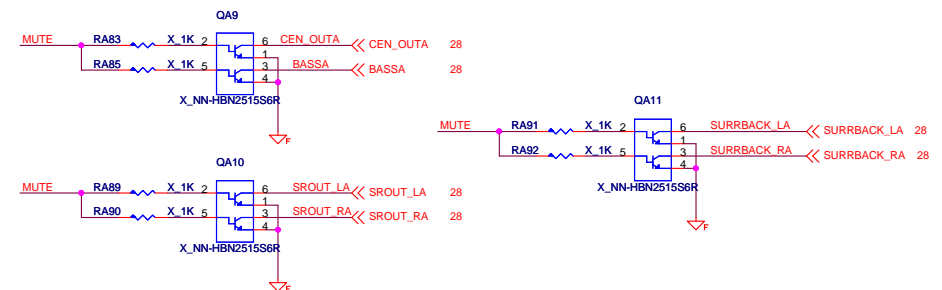 QA9
MUTE RA83 X_1K 2 6 CEN_OUTA CEN_OUTA 28
1
RA85 X_1K 5 3 BASSA BASSA 28
4
X_NN-HBN2515S6R
F
QA10
MUTE RA89 X_1K 2 6 SROUT_LA SROUT_LA 28
1
RA90 X_1K 5 3 SROUT_RA SROUT_RA 28
4
X_NN-HBN2515S6R
F
QA11
MUTE RA91 X_1K 2 6 SURRBACK_LA SURRBACK_LA 28
1
RA92 X_1K 5 3 SURRBACK_RA SURRBACK_RA 28
4
X_NN-HBN2515S6R
F